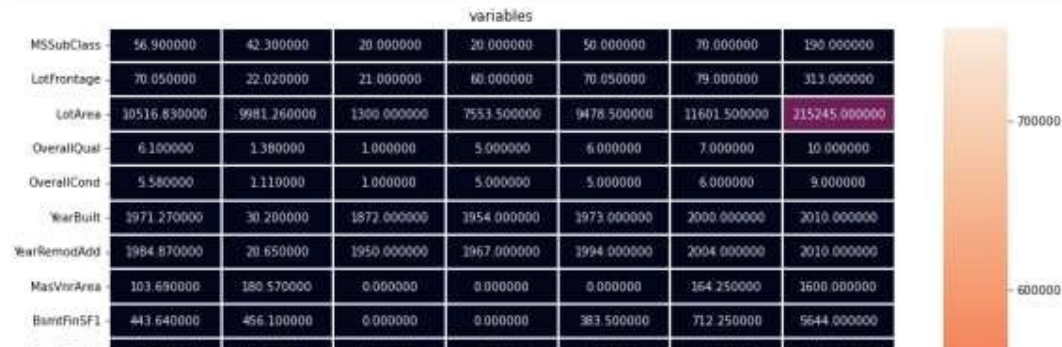 variables
MSSubClass 56.900000 42.300000 20.000000 20.000000 50.000000 70.000000 190.000000
LotFrontage 70.050000 22.020000 21.000000 60.000000 70.050000 79.000000 313.000000
LotArea 10516.830000 9981.260000 1300.000000 7553.500000 9478.500000 11601.500000 215245.000000
700000
OverallQual 6.100000 1.380000 1.000000 5.000000 6.000000 7.000000 10.000000
OverallCond 5.580000 1.110000 1.000000 5.000000 5.000000 6.000000 9.000000
YearBuilt 1971.270000 30.200000 1872.000000 1954.000000 1973.000000 2000.000000 2010.000000
YearRemodAdd 1984.870000 20.650000 1950.000000 1967.000000 1994.000000 2004.000000 2010.000000
MasVnrArea 103.690000 180.570000 0.000000 0.000000 0.000000 164.250000 1600.000000
600000
BsmtFinSF1 443.640000 456.100000 0.000000 0.000000 383.500000 712.250000 5644.000000